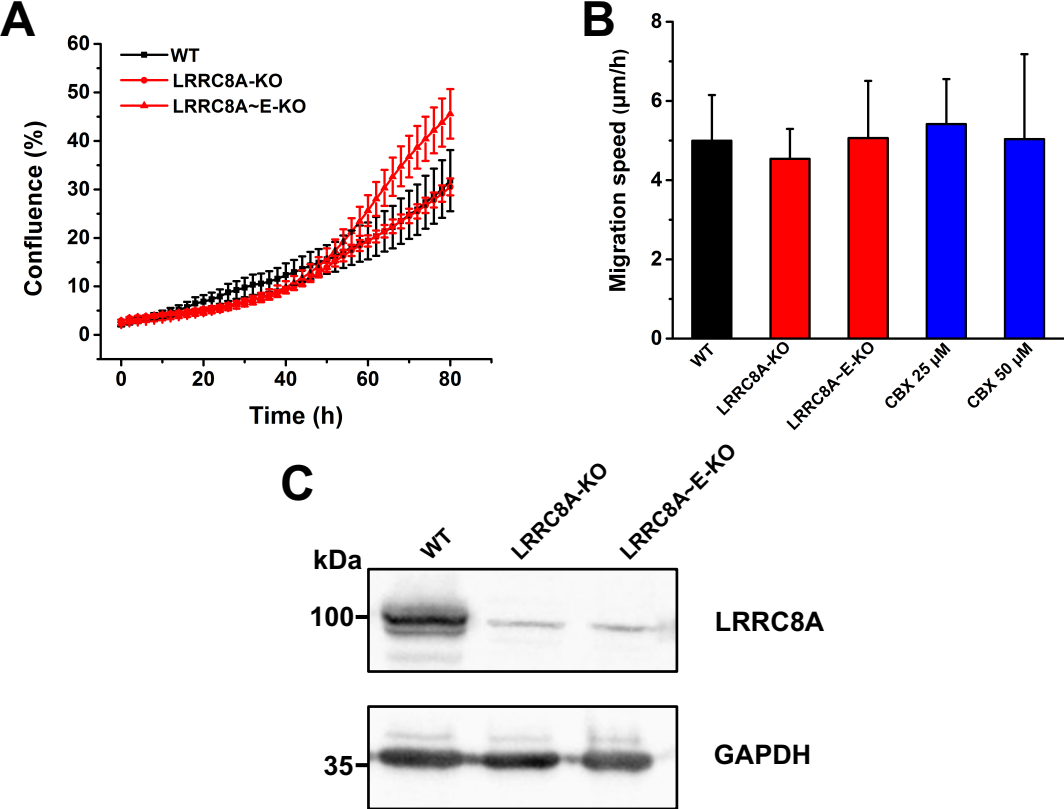 A
60
50
40
30
20
10
0
Confluence (%)
WT
LRRC8A-KO
LRRC8A~E-KO
0 20 40 60 80
Time (h)
B
8
6
4
2
0
Migration speed (μm/h)
WT
LRRC8A-KO
LRRC8A~E-KO
CBX 25 μM
CBX 50 μM
C
WT
LRRC8A-KO
LRRC8A~E-KO
kDa
100
LRRC8A
35
GAPDH